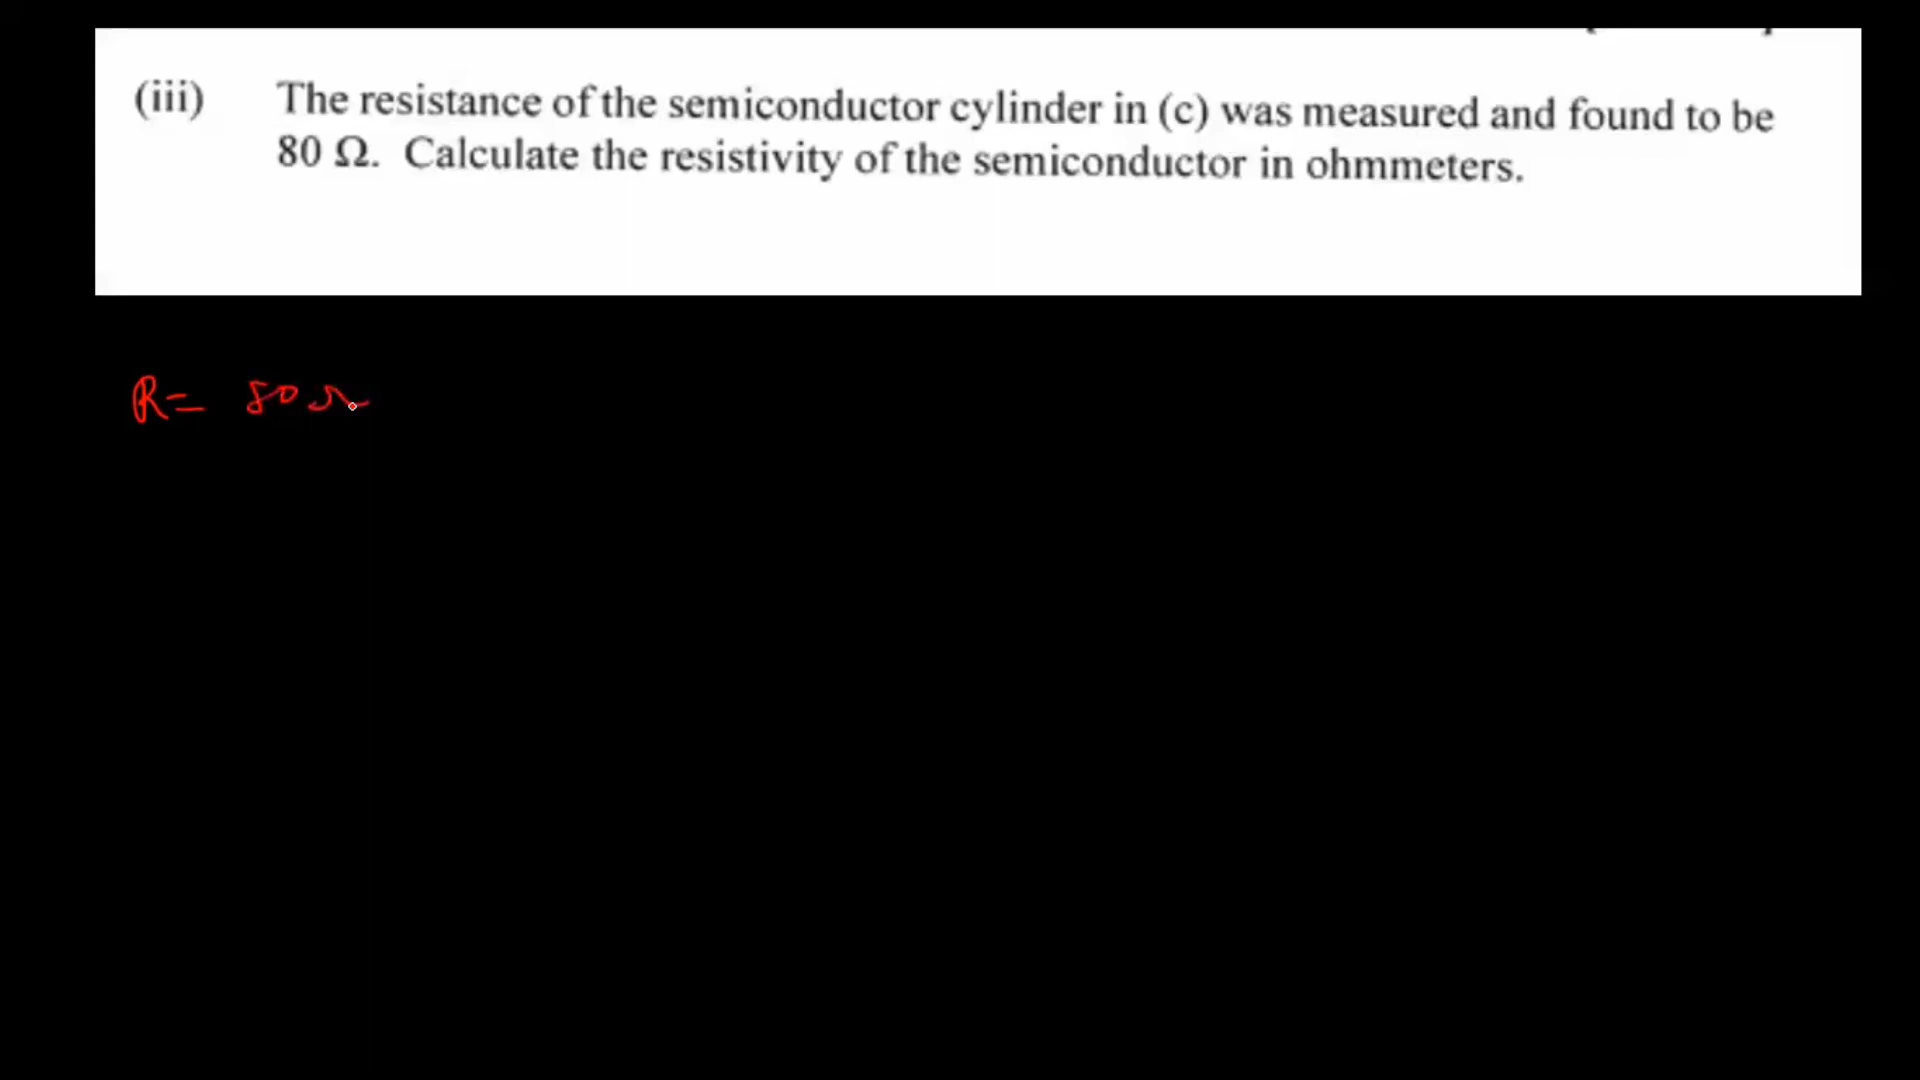 (iii) The resistance of the semiconductor cylinder in (c) was measured and found to be
80 Ω. Calculate the resistivity of the semiconductor in ohmmeters.
R= 80 Ω